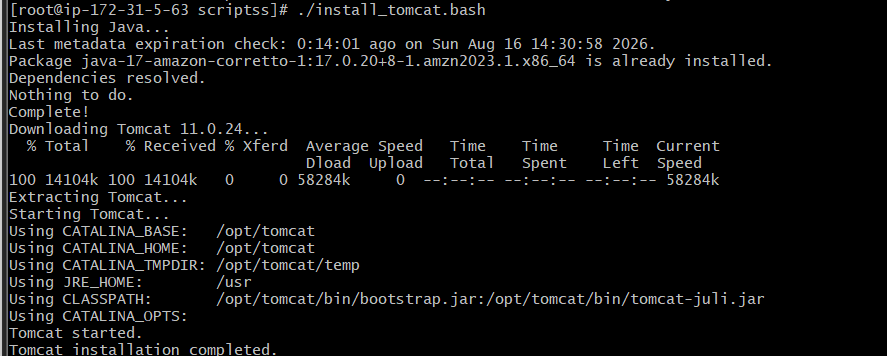 [root@ip-172-31-5-63 scriptss]# ./install_tomcat.bash
Installing Java...
Last metadata expiration check: 0:14:01 ago on Sun Aug 16 14:30:58 2026.
Package java-17-amazon-corretto-1:17.0.20+8-1.amzn2023.1.x86_64 is already installed.
Dependencies resolved.
Nothing to do.
Complete!
Downloading Tomcat 11.0.24...
  % Total    % Received % Xferd  Average Speed   Time    Time     Time  Current
                                 Dload  Upload   Total   Spent    Left  Speed
100 14104k  100 14104k    0     0  58284k      0 --:--:-- --:--:-- --:--:-- 58284k
Extracting Tomcat...
Starting Tomcat...
Using CATALINA_BASE:   /opt/tomcat
Using CATALINA_HOME:   /opt/tomcat
Using CATALINA_TMPDIR: /opt/tomcat/temp
Using JRE_HOME:        /usr
Using CLASSPATH:       /opt/tomcat/bin/bootstrap.jar:/opt/tomcat/bin/tomcat-juli.jar
Using CATALINA_OPTS:
Tomcat started.
Tomcat installation completed.